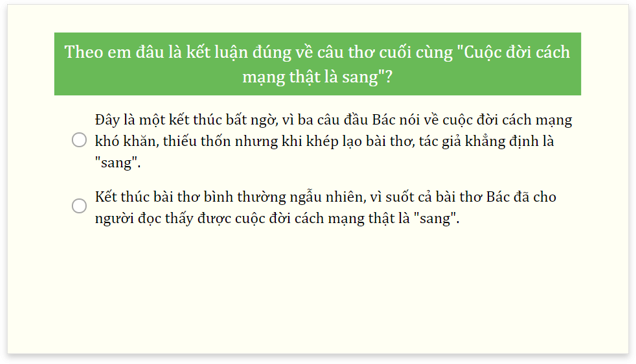 Theo em đâu là kết luận đúng về câu thơ cuối cùng "Cuộc đời cách
mạng thật là sang"?
Đây là một kết thúc bất ngờ, vì ba câu đầu Bác nói về cuộc đời cách mạng
khó khăn, thiếu thốn nhưng khi khép lạo bài thơ, tác giả khẳng định là
"sang".
Kết thúc bài thơ bình thường ngẫu nhiên, vì suốt cả bài thơ Bác đã cho
người đọc thấy được cuộc đời cách mạng thật là "sang".